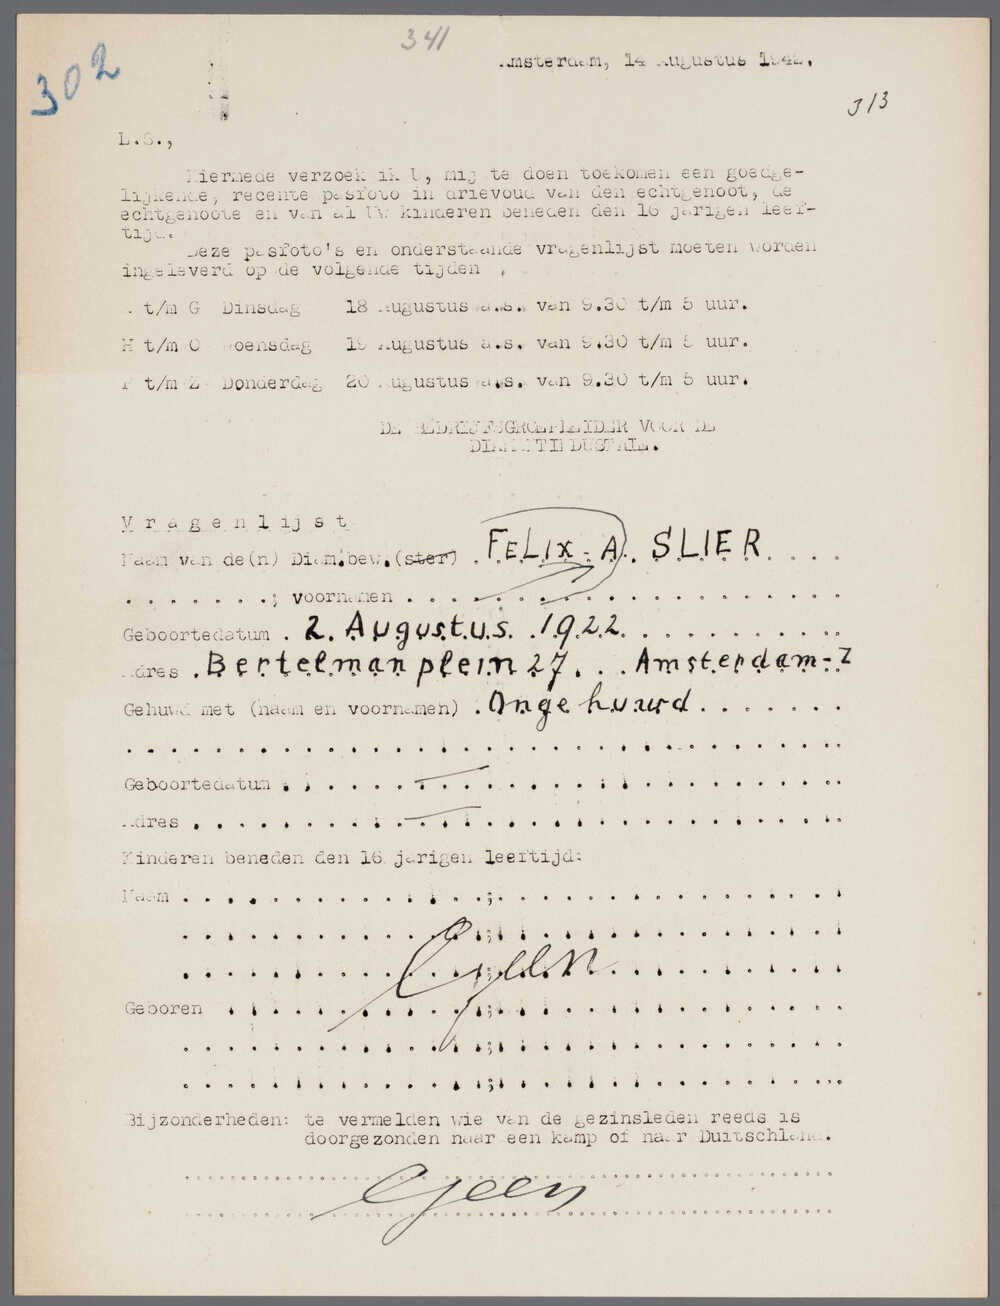 302
341
Amsterdam, 14 Augustus 1942.
313
L.S.,
Hiermede verzoek ik U, mij te doen toekomen een goedge-
lijkende, recente pasfoto in drievoud van den echtgenoot, de
echtgenoote en van al Uw kinderen beneden den 16 jarigen leef-
tijd.
Deze pasfoto's en onderstaande vragenlijst moeten worden
ingeleverd op de volgende tijden
t/m G Dinsdag 18 Augustus a.s. van 9.30 t/m 5 uur.
H t/m O Woensdag 19 Augustus a.s. van 9.30 t/m 5 uur.
P t/m Z Donderdag 20 Augustus a.s. van 9.30 t/m 5 uur.
DE BEDRIJFSGROEPLEIDER VOOR DE
DIAMANTINDUSTRIE.
Vragenlijst
Naam van de(n) Diam.bew.(ster) FELIX - A. SLIER
; voornamen
Geboortedatum . 2 Augustus 1922
Adres . Bertelmanplein 27 . . Amsterdam-Z
Gehuwd met (naam en voornamen) . Ongehuwd
Geboortedatum —
Adres —
Kinderen beneden den 16 jarigen leeftijd:
Naam
Geen
Geboren
Bijzonderheden: te vermelden wie van de gezinsleden reeds is
doorgezonden naar een kamp of naar Duitschland.
Geen